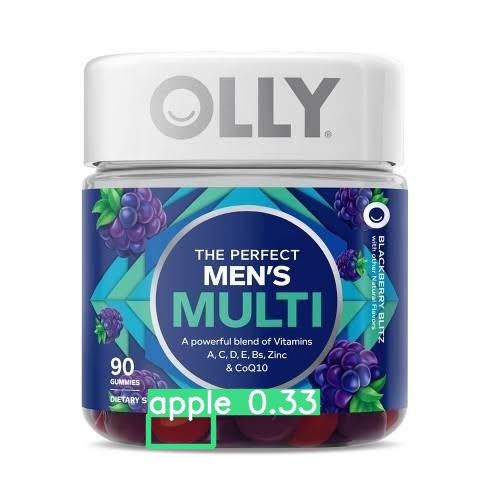 OLLY®
THE PERFECT
MEN'S
MULTI
A powerful blend of Vitamins
A, C, D, E, Bs, Zinc
& CoQ10
BLACKBERRY BLITZ
with other Natural Flavors
90
GUMMIES
DIETARY S
apple 0.33